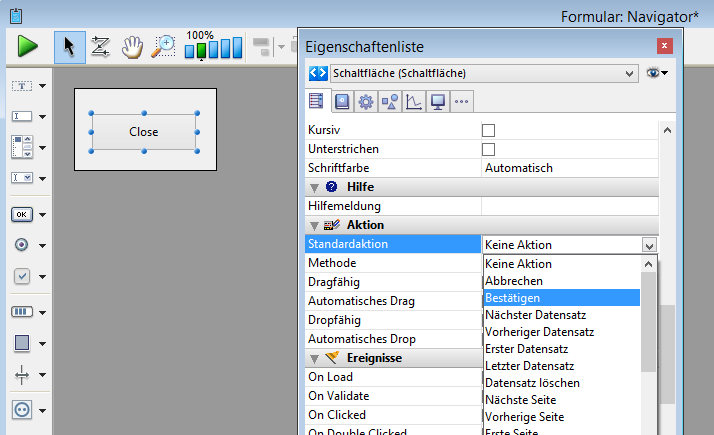 Formular: Navigator*
100%
Eigenschaftenliste
Schaltfläche (Schaltfläche)
Close
Kursiv
Unterstrichen
Schriftfarbe Automatisch
Hilfe
Hilfemeldung
Aktion
Standardaktion Keine Aktion
Methode Keine Aktion
Dragfähig Abbrechen
Automatisches Drag Bestätigen
Dropfähig Nächster Datensatz
Automatisches Drop Vorheriger Datensatz
Ereignisse Erster Datensatz
Letzter Datensatz
On Load Datensatz löschen
On Validate Nächste Seite
On Clicked Vorherige Seite
On Double Clicked Erste Seite
OK